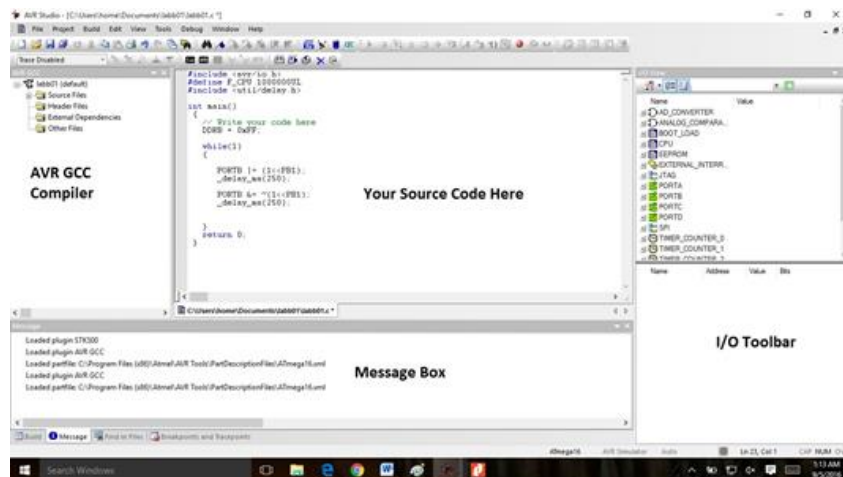 AVR Studio - [C:\Users\home\Documents\labb01\labb01.c *]
File Project Build Edit View Tools Debug Window Help
Trace Disabled
AVR GCC
labb01 (default)
Source Files
Header Files
External Dependencies
Other Files
AVR GCC
Compiler
#include <avr/io.h>
#define F_CPU 1000000UL
#include <util/delay.h>
int main()
{
// Write your code here
DDRB = 0xFF;
while(1)
{
PORTB |= (1<<PB1);
_delay_ms(250);
PORTB &= ~(1<<PB1);
_delay_ms(250);
}
return 0;
}
Your Source Code Here
C:\Users\home\Documents\labb01\labb01.c *
I/O View
Name Value
AD_CONVERTER
ANALOG_COMPARA..
BOOT_LOAD
CPU
EEPROM
EXTERNAL_INTERR..
JTAG
PORTA
PORTB
PORTC
PORTD
SPI
TIMER_COUNTER_0
TIMER_COUNTER_1
TIMER_COUNTER_2
Name Address Value Bits
I/O Toolbar
Message
Loaded plugin STK500
Loaded plugin AVR GCC
Loaded partfile: C:\Program Files (x86)\Atmel\AVR Tools\PartDescriptionFiles\ATmega16.xml
Loaded plugin AVR GCC
Loaded partfile: C:\Program Files (x86)\Atmel\AVR Tools\PartDescriptionFiles\ATmega16.xml
Message Box
Build Message Find in Files Breakpoints and Tracepoints
ATmega16 AVR Simulator Auto Ln 23, Col 1 CAP NUM
Search Windows
5:13 AM
9/5/2016